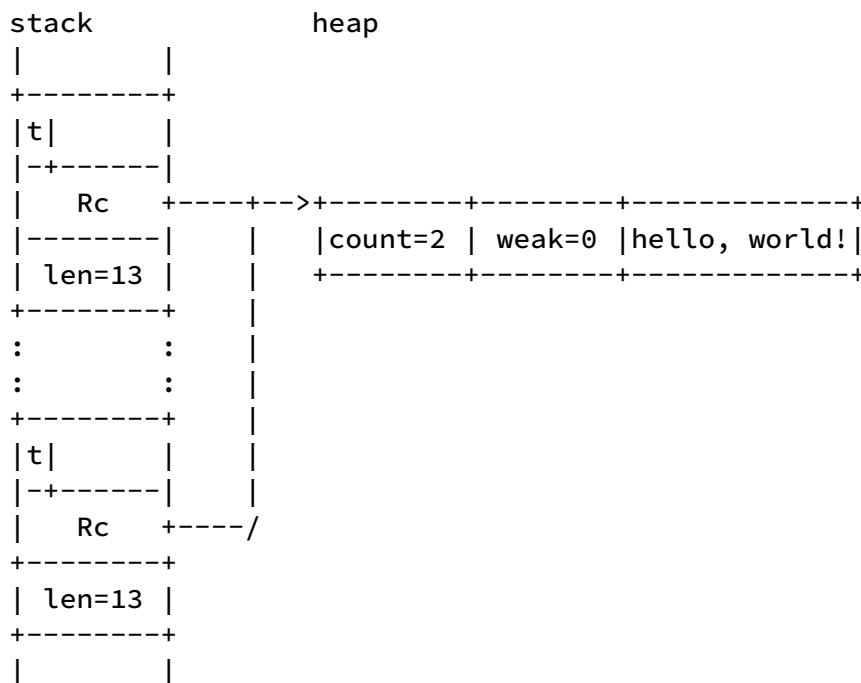 stack heap
|t|
Rc
|count=2 | weak=0 |hello, world!|
len=13
|t|
Rc
len=13